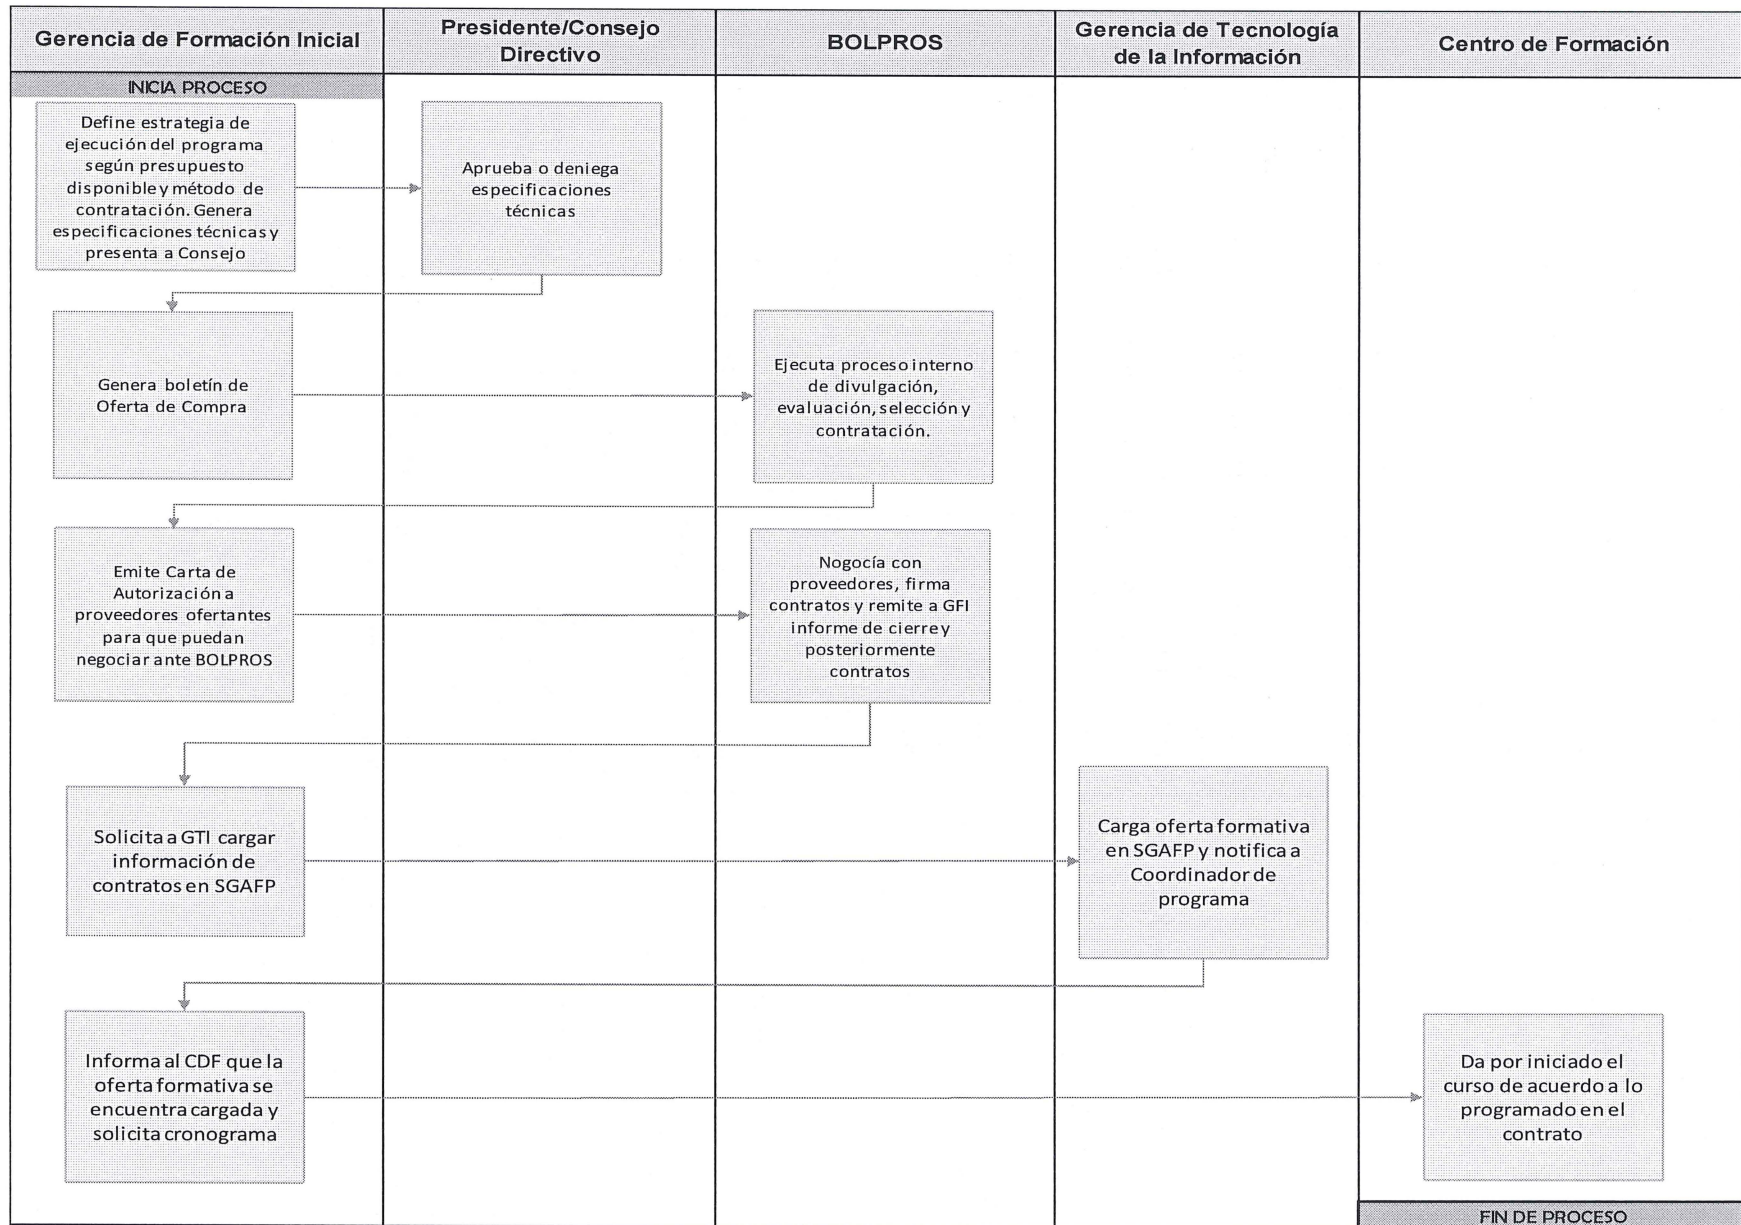 Gerencia de Formación Inicial
Presidente/Consejo
Directivo
BOLPROS
Gerencia de Tecnología
de la Información
Centro de Formación
INICIA PROCESO
Define estrategia de
ejecución del programa
según presupuesto
disponible y método de
contratación. Genera
especificaciones técnicas y
presenta a Consejo
Aprueba o deniega
especificaciones
técnicas
Genera boletín de
Oferta de Compra
Ejecuta proceso interno
de divulgación,
evaluación, selección y
contratación.
Emite Carta de
Autorización a
proveedores ofertantes
para que puedan
negociar ante BOLPROS
Nogocía con
proveedores, firma
contratos y remite a GFI
informe de cierre y
posteriormente
contratos
Solicita a GTI cargar
información de
contratos en SGAFP
Carga oferta formativa
en SGAFP y notifica a
Coordinador de
programa
Informa al CDF que la
oferta formativa se
encuentra cargada y
solicita cronograma
Da por iniciado el
curso de acuerdo a lo
programado en el
contrato
FIN DE PROCESO